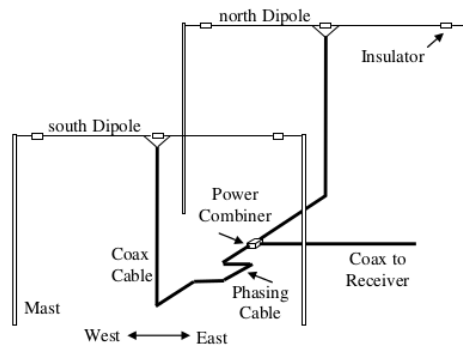 north Dipole
Insulator
south Dipole
Power
Combiner
Coax
Cable
Coax to
Receiver
Phasing
Cable
Mast
West
East